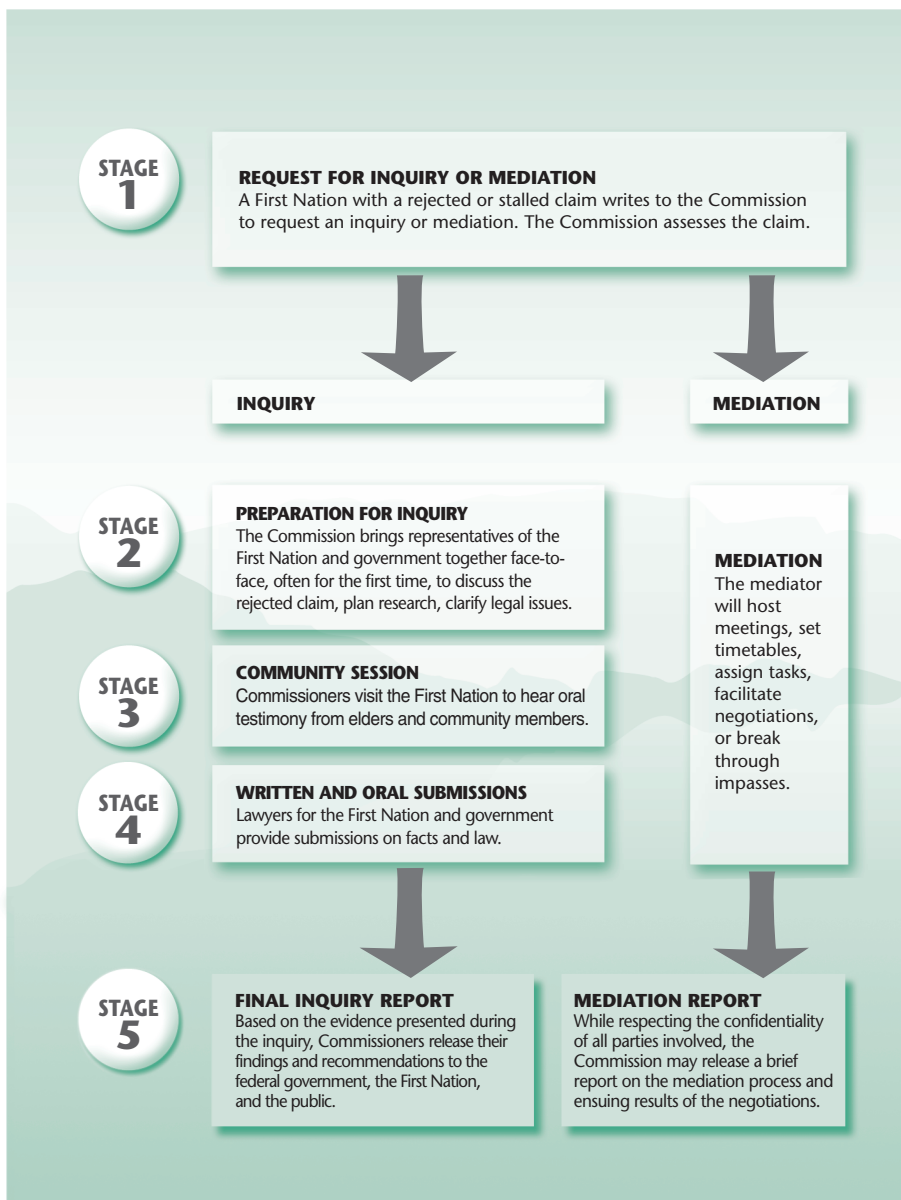 STAGE
1
REQUEST FOR INQUIRY OR MEDIATION
A First Nation with a rejected or stalled claim writes to the Commission
to request an inquiry or mediation. The Commission assesses the claim.
INQUIRY
MEDIATION
STAGE
2
PREPARATION FOR INQUIRY
The Commission brings representatives of the
First Nation and government together face-to-
face, often for the first time, to discuss the
rejected claim, plan research, clarify legal issues.
STAGE
3
COMMUNITY SESSION
Commissioners visit the First Nation to hear oral
testimony from elders and community members.
STAGE
4
WRITTEN AND ORAL SUBMISSIONS
Lawyers for the First Nation and government
provide submissions on facts and law.
MEDIATION
The mediator
will host
meetings, set
timetables,
assign tasks,
facilitate
negotiations,
or break
through
impasses.
STAGE
5
FINAL INQUIRY REPORT
Based on the evidence presented during
the inquiry, Commissioners release their
findings and recommendations to the
federal government, the First Nation,
and the public.
MEDIATION REPORT
While respecting the confidentiality
of all parties involved, the
Commission may release a brief
report on the mediation process and
ensuing results of the negotiations.